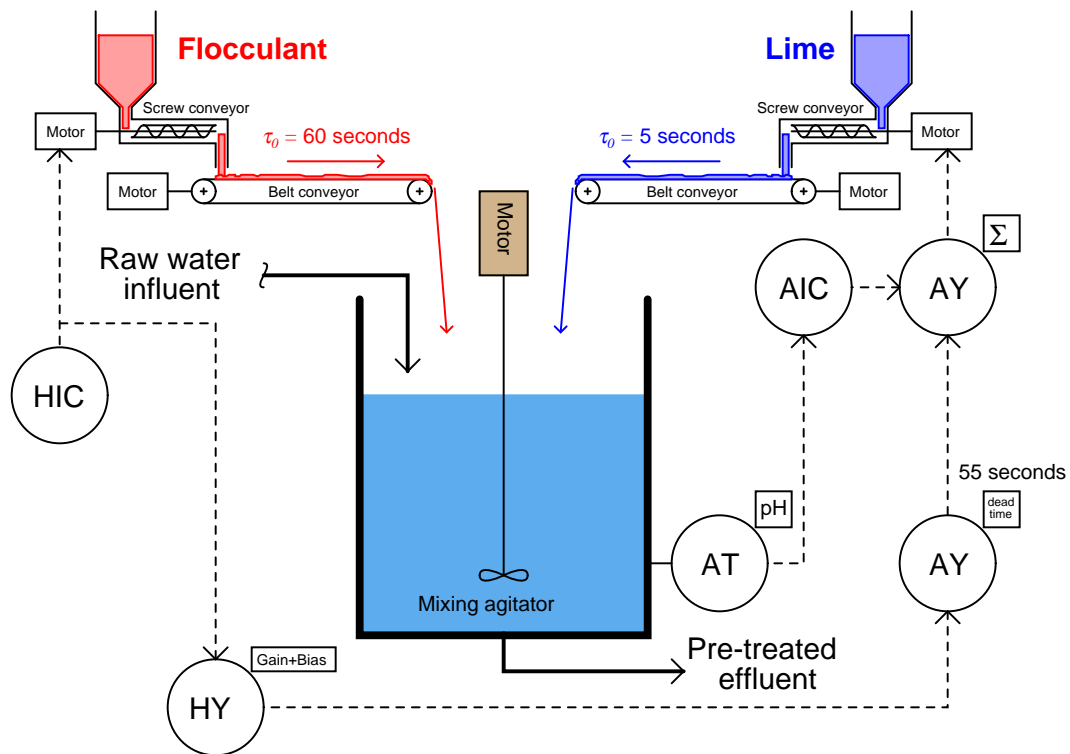 Flocculant
Lime
Screw conveyor
Screw conveyor
Motor
Motor
τ0 = 60 seconds
τ0 = 5 seconds
Motor
Belt conveyor
Belt conveyor
Motor
+
+
+
+
Motor
Σ
Raw water
influent
AIC
AY
HIC
55 seconds
pH
dead
time
AT
AY
Mixing agitator
Gain+Bias
Pre-treated
effluent
HY